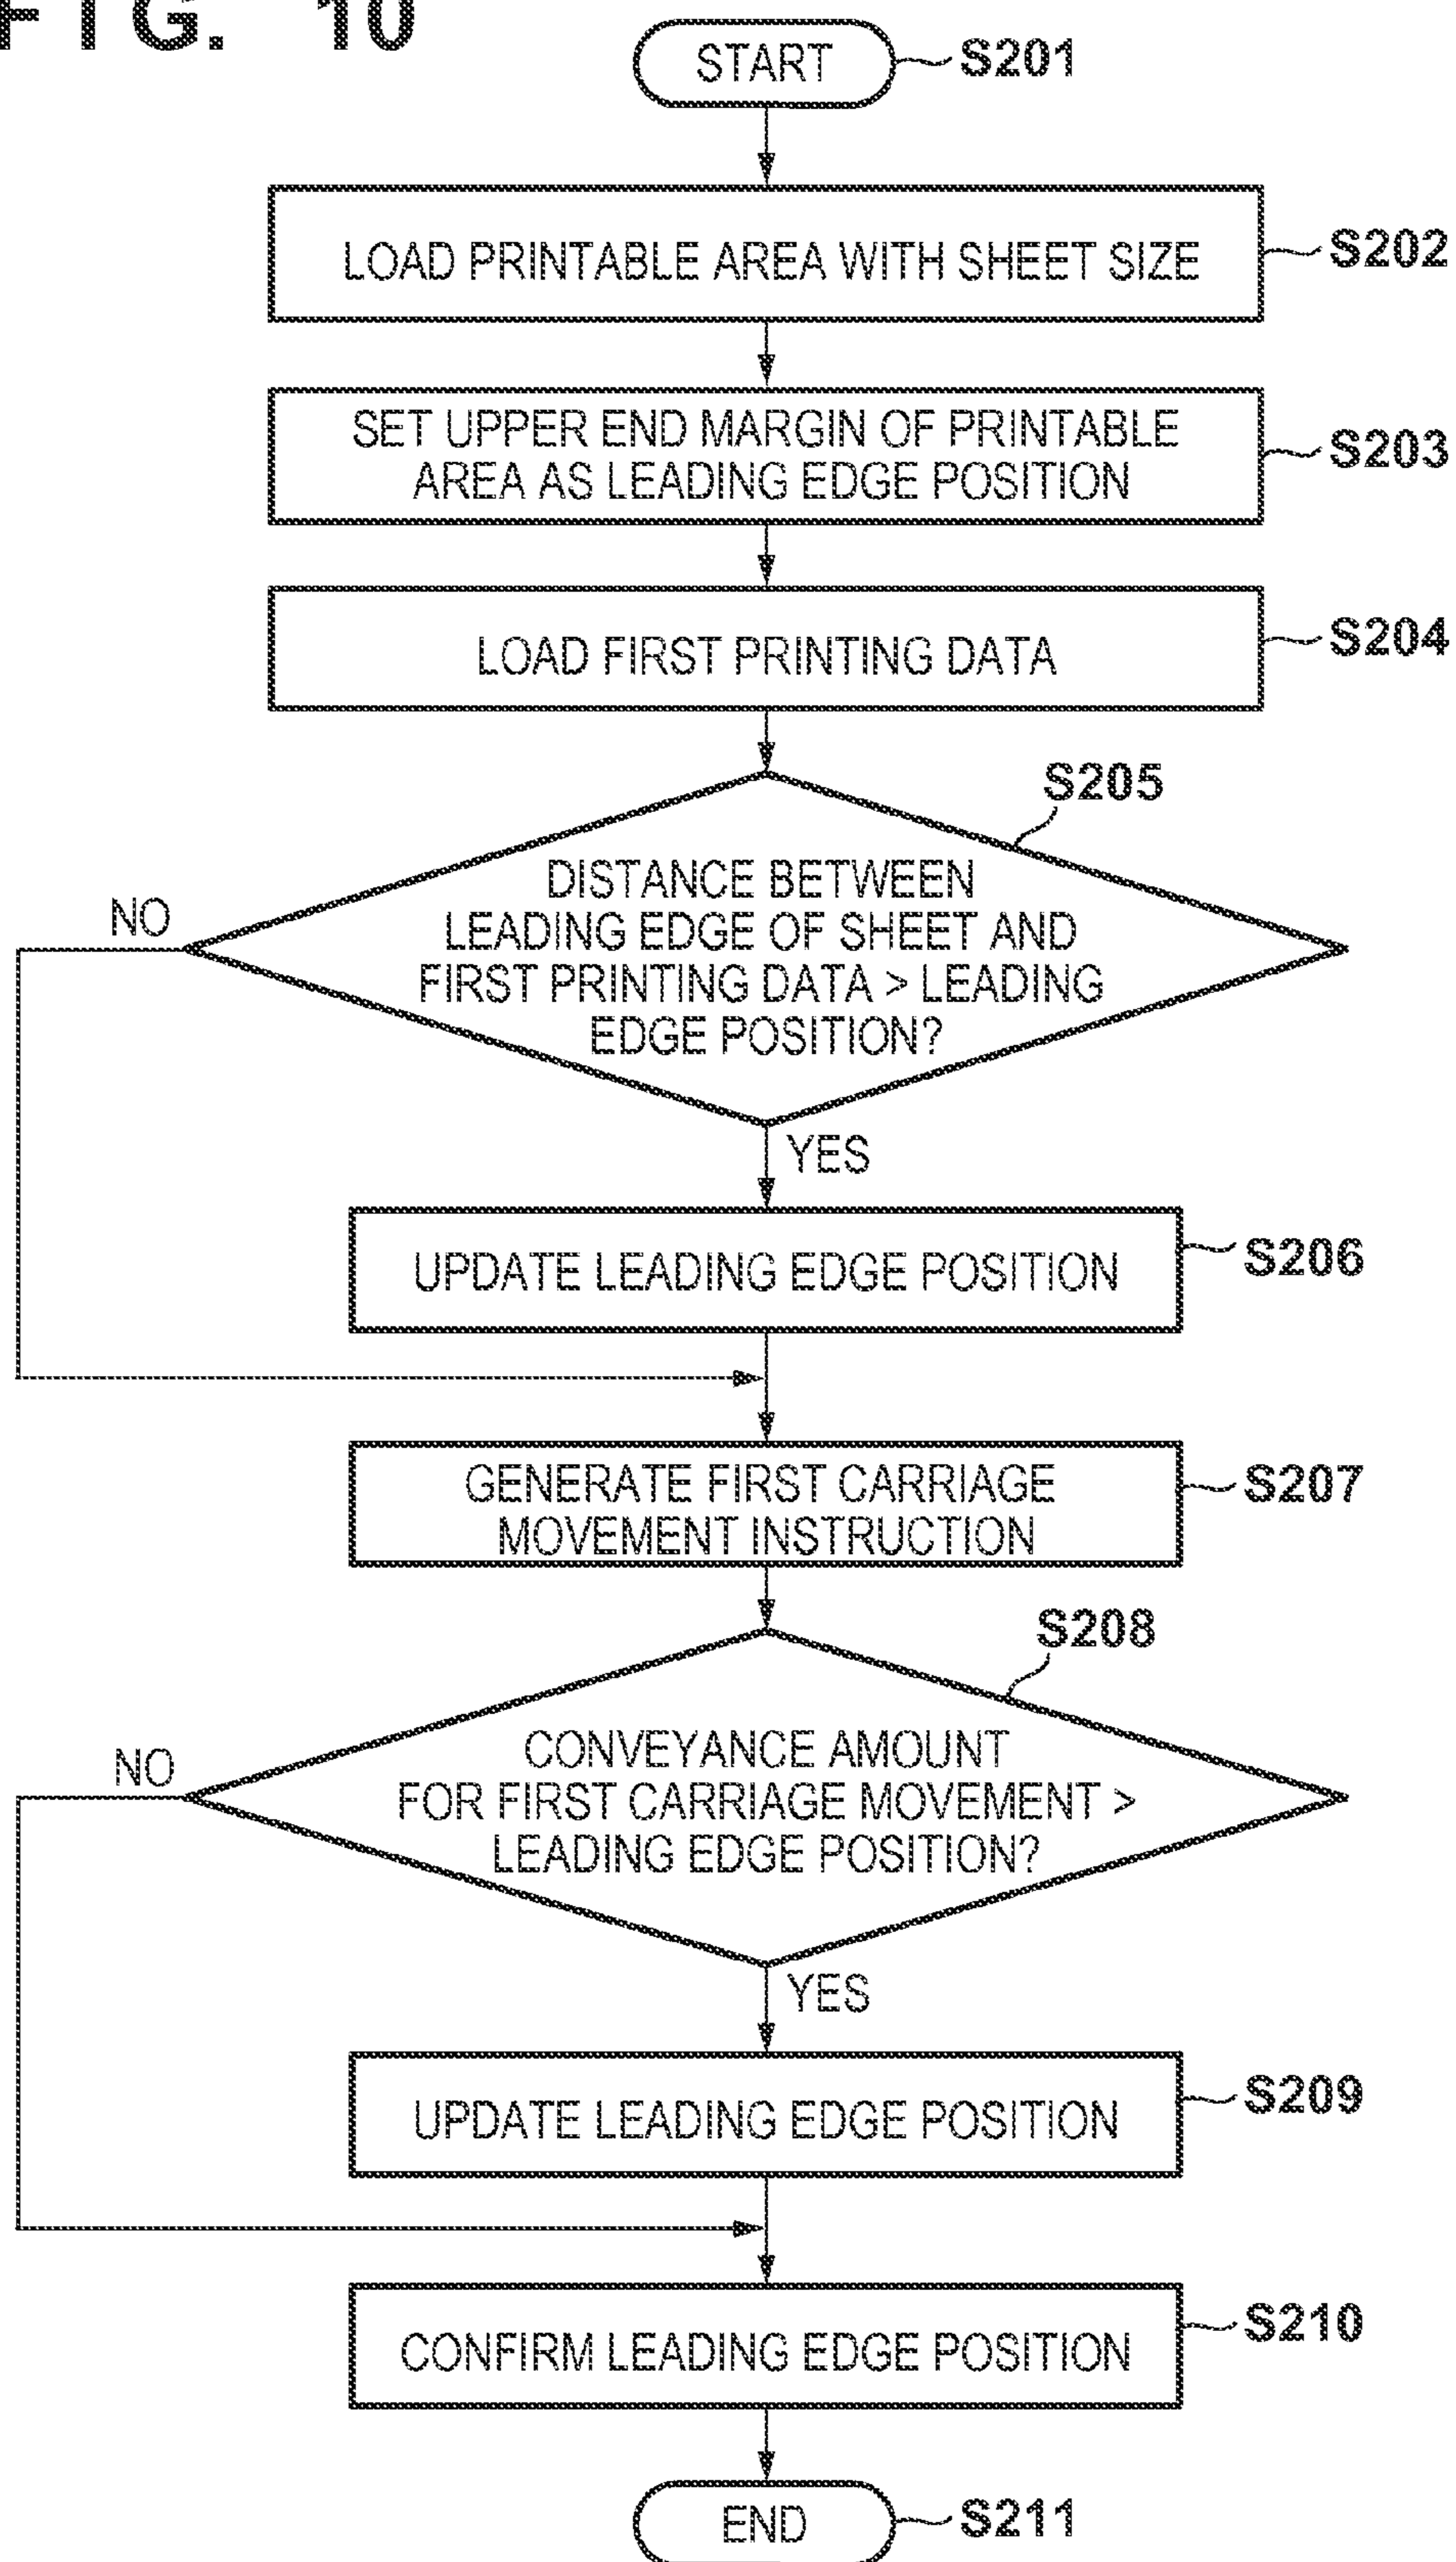 FIG. 10
START
S201
LOAD PRINTABLE AREA WITH SHEET SIZE
S202
SET UPPER END MARGIN OF PRINTABLE
AREA AS LEADING EDGE POSITION
S203
LOAD FIRST PRINTING DATA
S204
S205
DISTANCE BETWEEN
LEADING EDGE OF SHEET AND
FIRST PRINTING DATA > LEADING
EDGE POSITION?
NO
YES
UPDATE LEADING EDGE POSITION
S206
GENERATE FIRST CARRIAGE
MOVEMENT INSTRUCTION
S207
S208
CONVEYANCE AMOUNT
FOR FIRST CARRIAGE MOVEMENT >
LEADING EDGE POSITION?
NO
YES
UPDATE LEADING EDGE POSITION
S209
CONFIRM LEADING EDGE POSITION
S210
END
S211